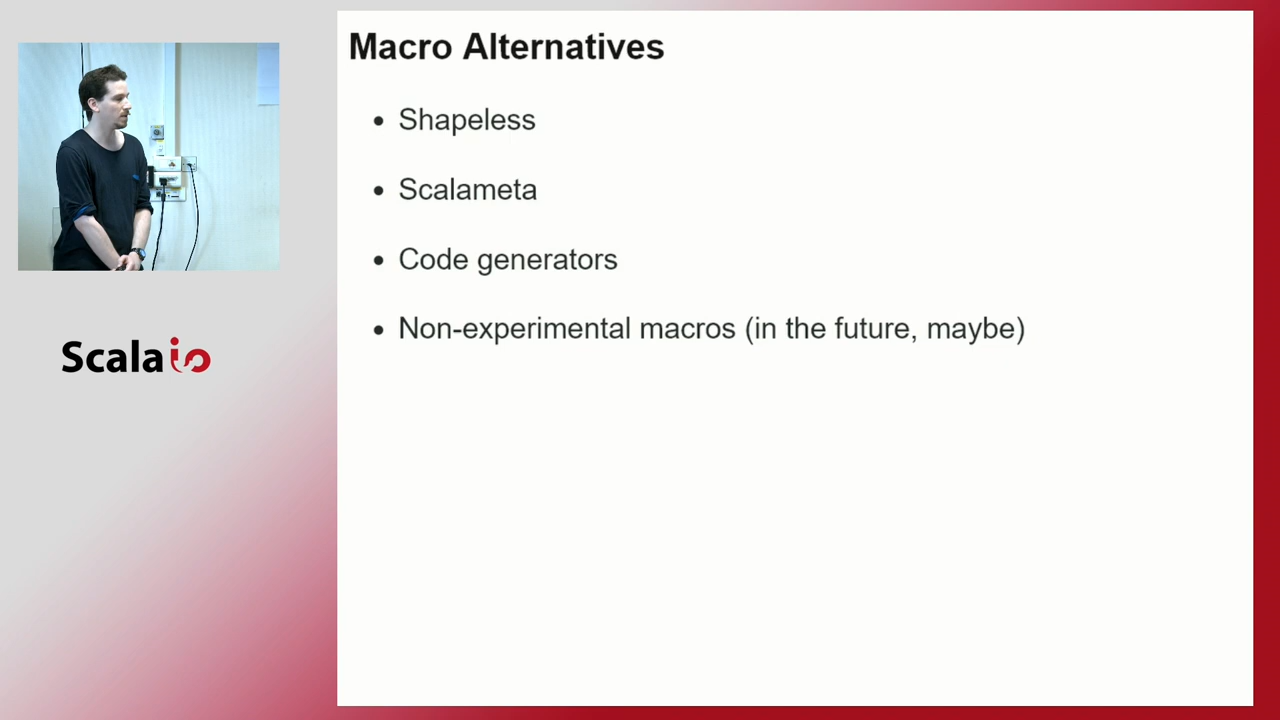 Macro Alternatives
• Shapeless
• Scalameta
• Code generators
• Non-experimental macros (in the future, maybe)
Scala io